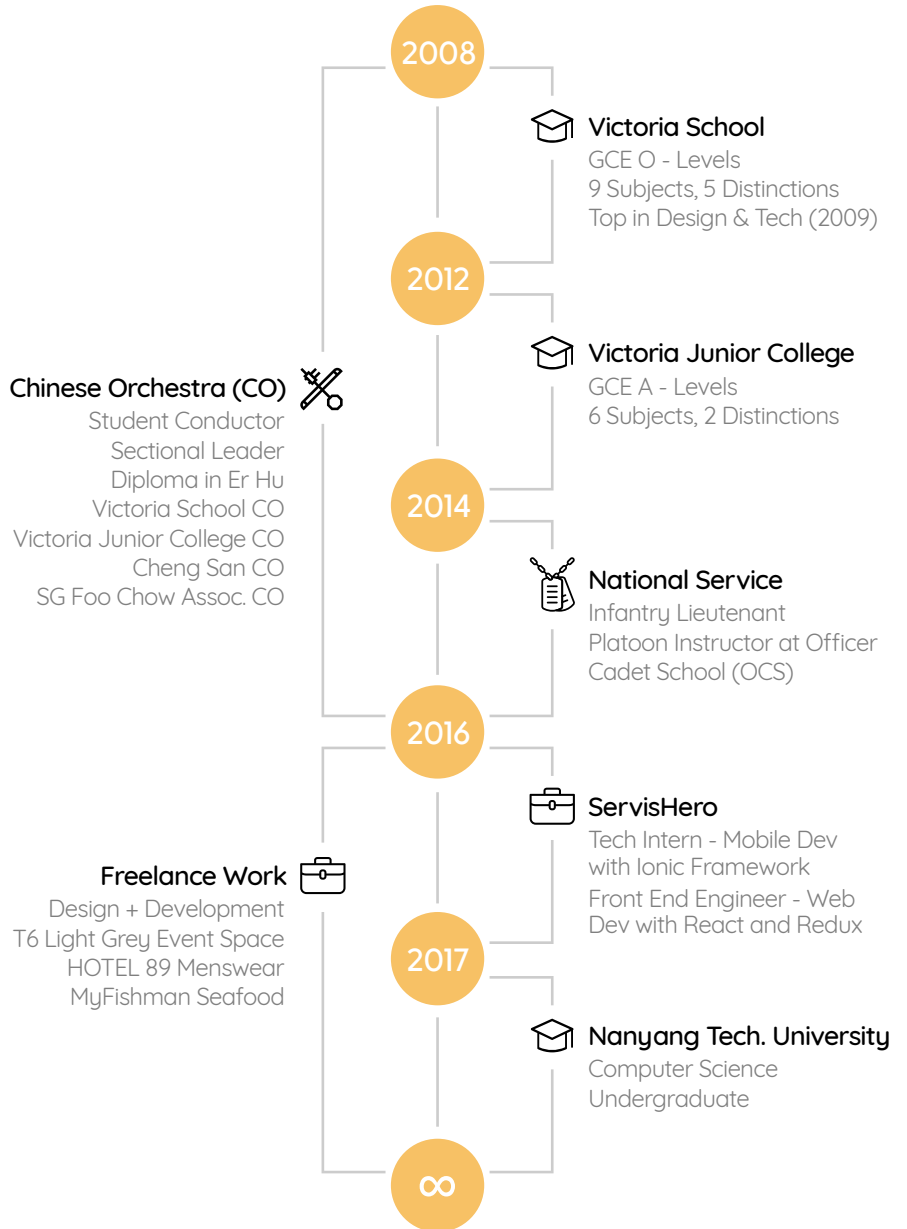 2008
Victoria School
GCE O - Levels
9 Subjects, 5 Distinctions
Top in Design & Tech (2009)
2012
Victoria Junior College
GCE A - Levels
6 Subjects, 2 Distinctions
Chinese Orchestra (CO)
Student Conductor
Sectional Leader
Diploma in Er Hu
Victoria School CO
Victoria Junior College CO
Cheng San CO
SG Foo Chow Assoc. CO
2014
National Service
Infantry Lieutenant
Platoon Instructor at Officer
Cadet School (OCS)
2016
ServisHero
Tech Intern - Mobile Dev
with Ionic Framework
Front End Engineer - Web
Dev with React and Redux
Freelance Work
Design + Development
T6 Light Grey Event Space
HOTEL 89 Menswear
MyFishman Seafood
2017
Nanyang Tech. University
Computer Science
Undergraduate
∞